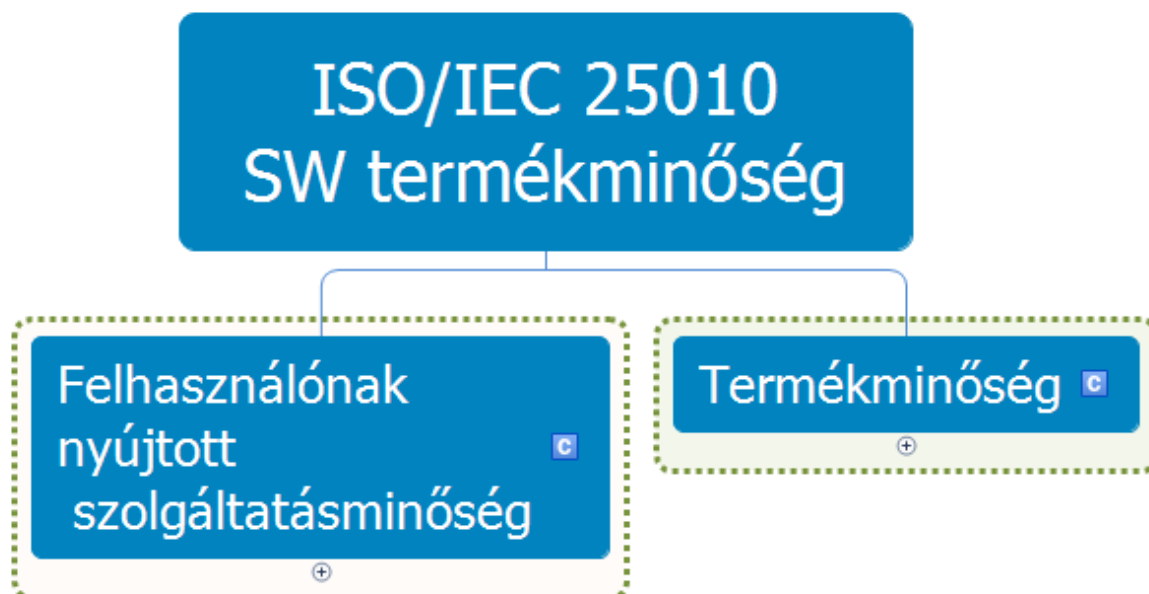 ISO/IEC 25010
SW termékminőség
Felhasználónak
nyújtott
szolgáltatásminőség
C
Termékminőség
C